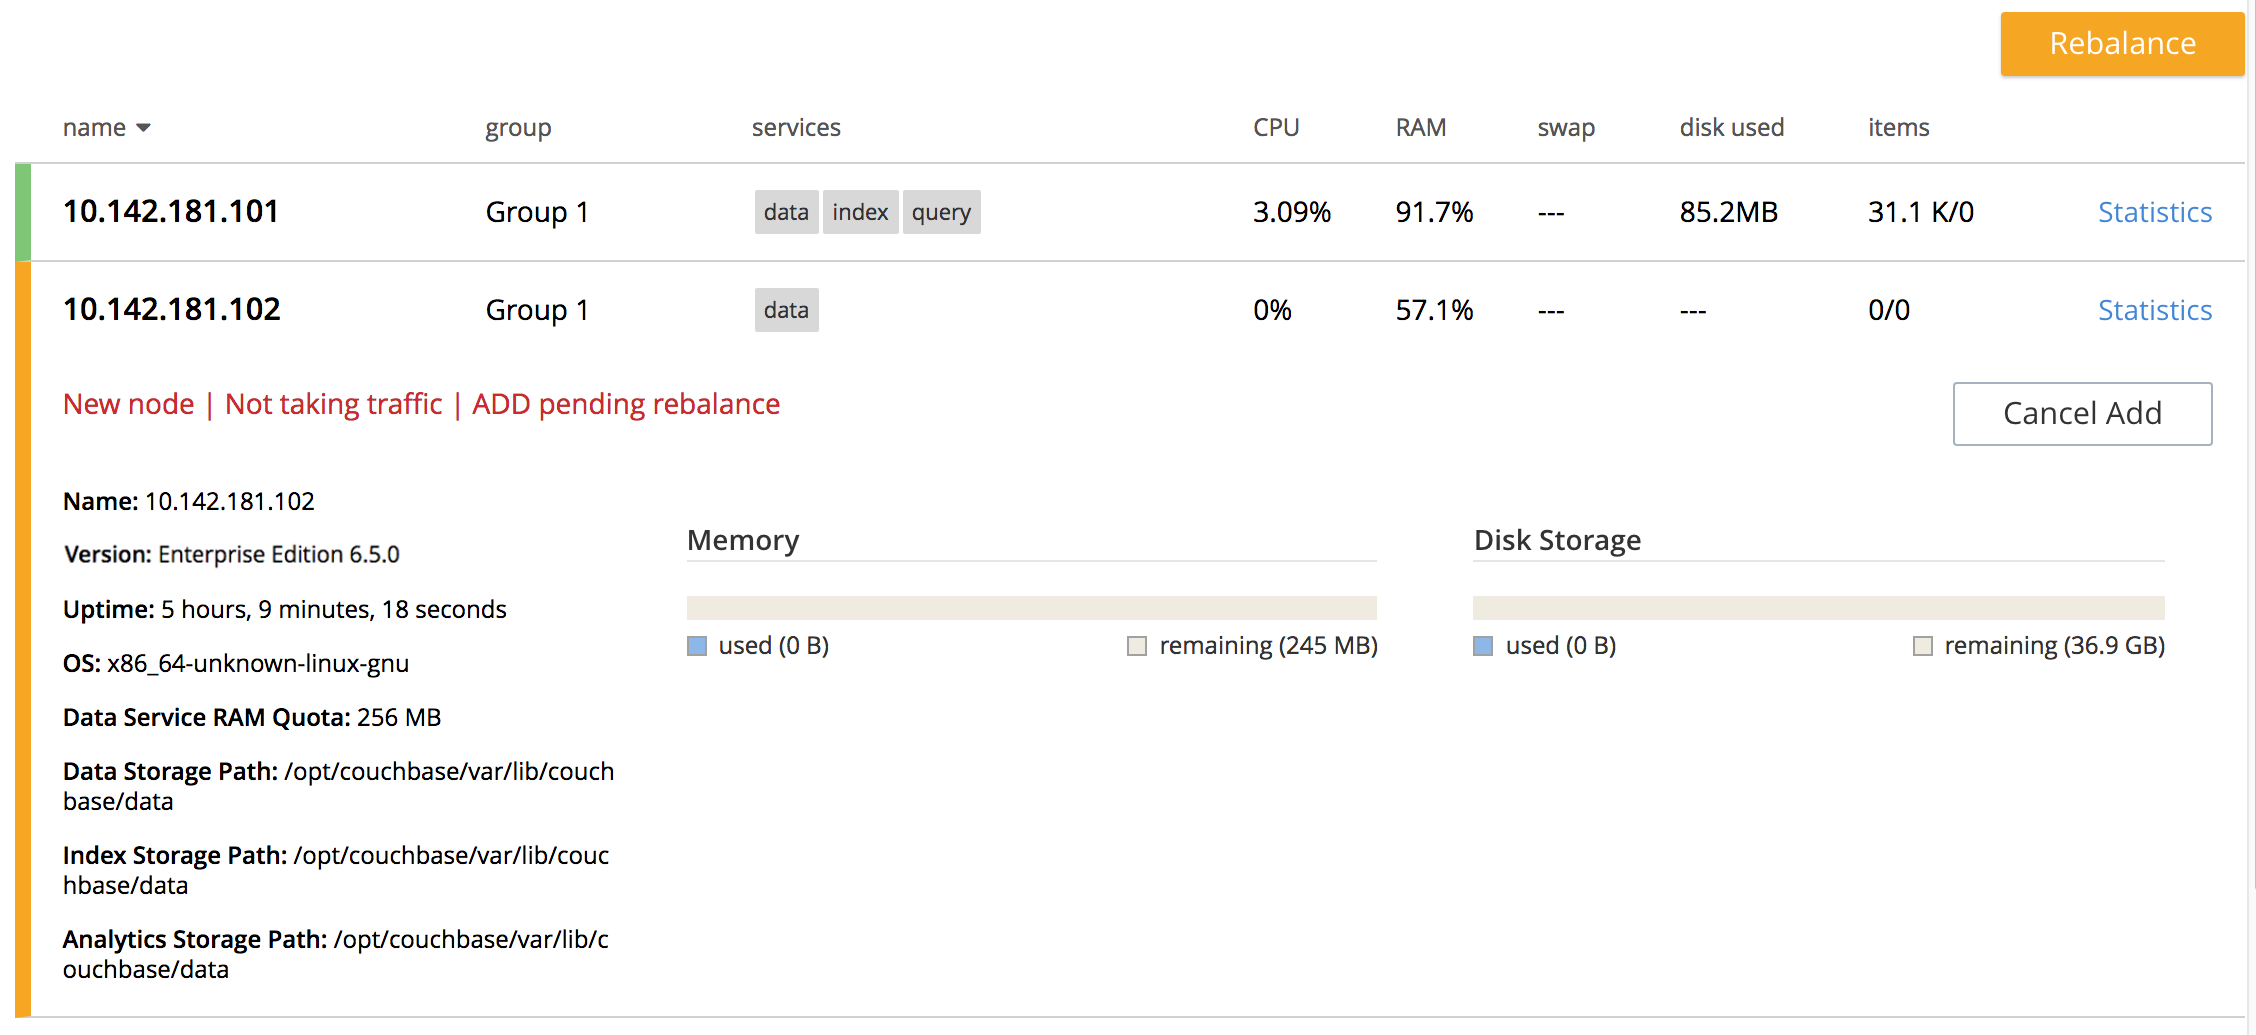 Rebalance
name group services CPU RAM swap disk used items
10.142.181.101 Group 1 data index query 3.09% 91.7% --- 85.2MB 31.1 K/0 Statistics
10.142.181.102 Group 1 data 0% 57.1% --- --- 0/0 Statistics
New node | Not taking traffic | ADD pending rebalance
Cancel Add
Name: 10.142.181.102
Version: Enterprise Edition 6.5.0
Uptime: 5 hours, 9 minutes, 18 seconds
OS: x86_64-unknown-linux-gnu
Data Service RAM Quota: 256 MB
Data Storage Path: /opt/couchbase/var/lib/couch
base/data
Index Storage Path: /opt/couchbase/var/lib/couc
hbase/data
Analytics Storage Path: /opt/couchbase/var/lib/c
ouchbase/data
Memory
used (0 B) remaining (245 MB)
Disk Storage
used (0 B) remaining (36.9 GB)